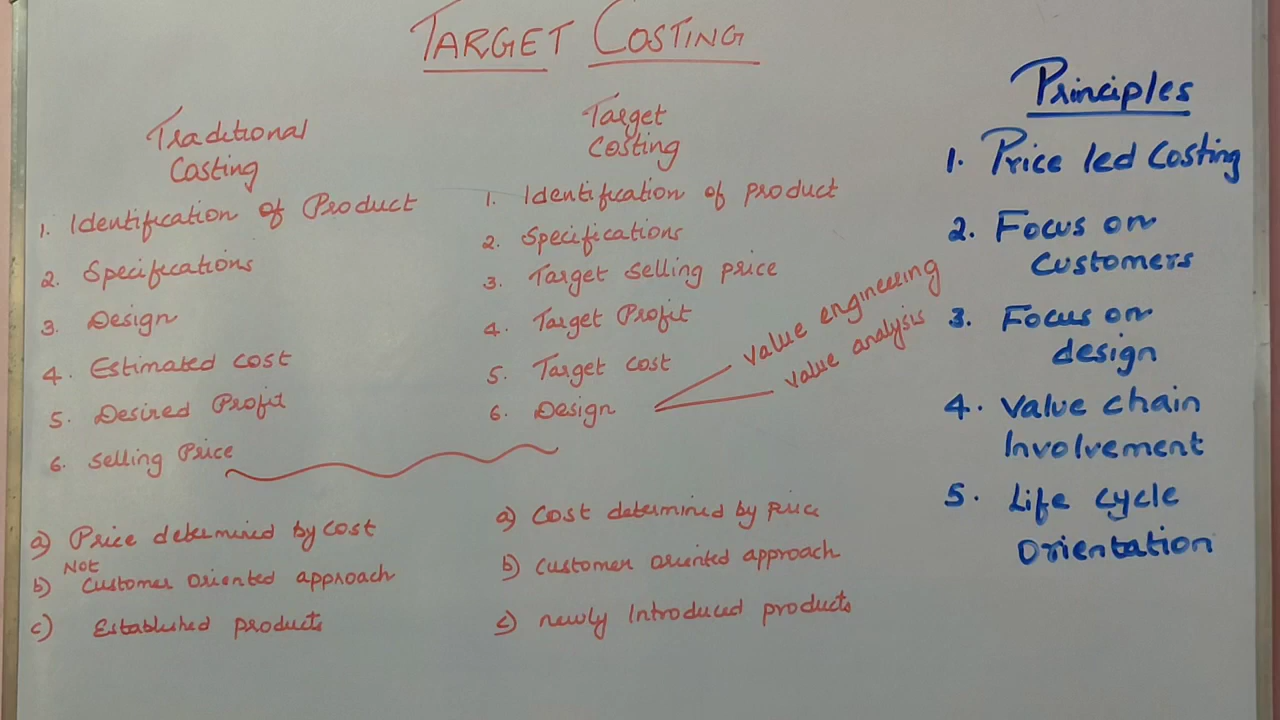 TARGET COSTING
Traditional
Costing
1. Identification of Product
2. Specifications
3. Design
4. Estimated cost
5. Desired Profit
6. Selling Price
a) Price determined by cost
NOT
b) Customer Oriented approach
c) Established products
Target
Costing
1. Identification of product
2. Specifications
3. Target selling price
4. Target Profit
5. Target cost
6. Design
value engineering
value analysis
a) Cost determined by price
b) customer oriented approach
c) newly Introduced products
Principles
1. Price led Costing
2. Focus on
customers
3. Focus on
design
4. Value chain
Involvement
5. Life cycle
Orientation